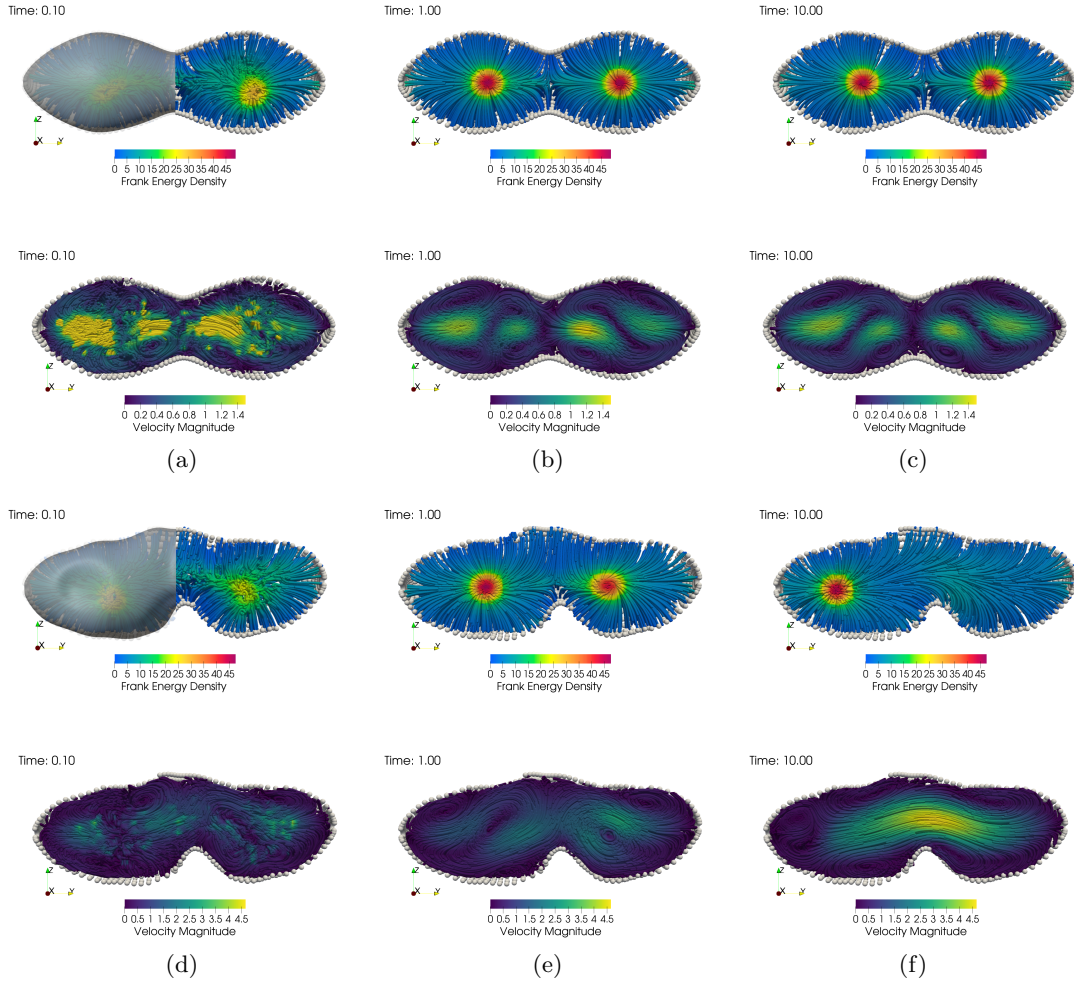 Time: 0.10
Time: 1.00
Time: 10.00
Z
X
Y
Z
X
Y
Z
X
Y
0 5 10 15 20 25 30 35 40 45
Frank Energy Density
0 5 10 15 20 25 30 35 40 45
Frank Energy Density
0 5 10 15 20 25 30 35 40 45
Frank Energy Density
Time: 0.10
Time: 1.00
Time: 10.00
Z
X
Y
Z
X
Y
Z
X
Y
0 0.2 0.4 0.6 0.8 1 1.2 1.4
Velocity Magnitude
0 0.2 0.4 0.6 0.8 1 1.2 1.4
Velocity Magnitude
0 0.2 0.4 0.6 0.8 1 1.2 1.4
Velocity Magnitude
(a)
(b)
(c)
Time: 0.10
Time: 1.00
Time: 10.00
Z
X
Y
Z
X
Y
Z
X
Y
0 5 10 15 20 25 30 35 40 45
Frank Energy Density
0 5 10 15 20 25 30 35 40 45
Frank Energy Density
0 5 10 15 20 25 30 35 40 45
Frank Energy Density
Time: 0.10
Time: 1.00
Time: 10.00
Z
X
Y
Z
X
Y
Z
X
Y
0 0.5 1 1.5 2 2.5 3 3.5 4 4.5
Velocity Magnitude
0 0.5 1 1.5 2 2.5 3 3.5 4 4.5
Velocity Magnitude
0 0.5 1 1.5 2 2.5 3 3.5 4 4.5
Velocity Magnitude
(d)
(e)
(f)